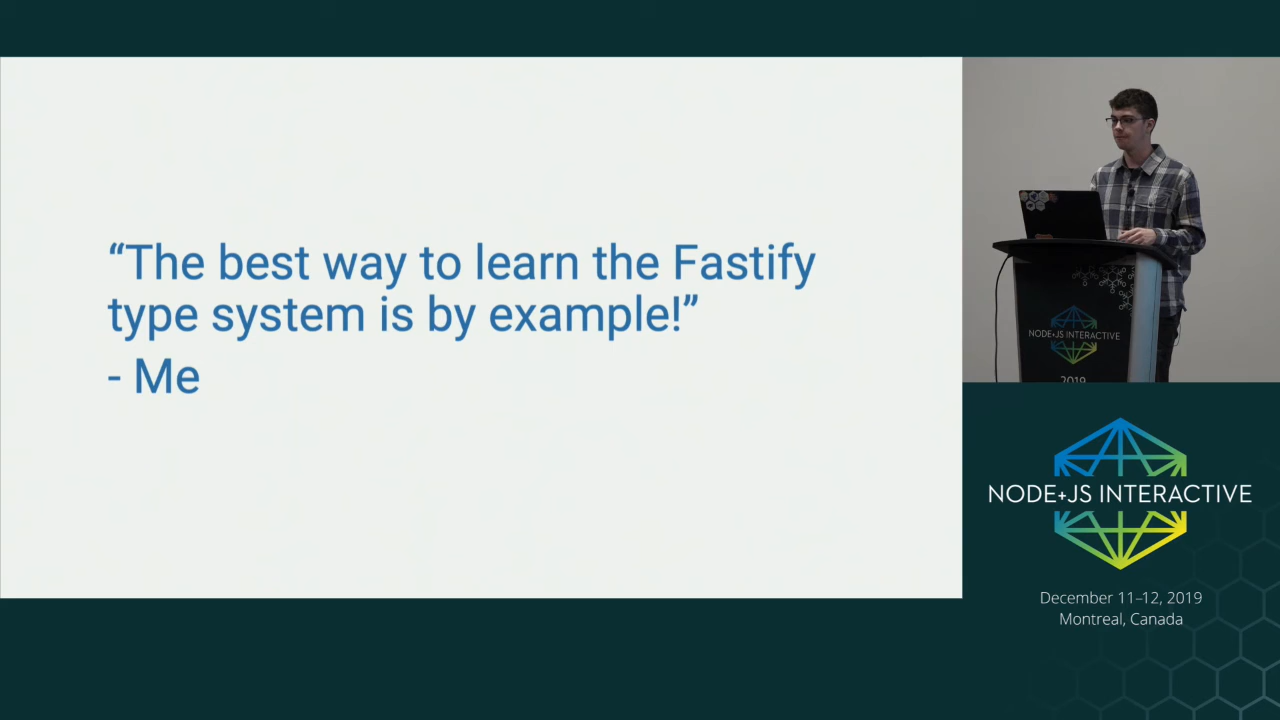 “The best way to learn the Fastify
type system is by example!”
- Me
NODE+JS INTERACTIVE
2019
NODE+JS INTERACTIVE
December 11–12, 2019
Montreal, Canada